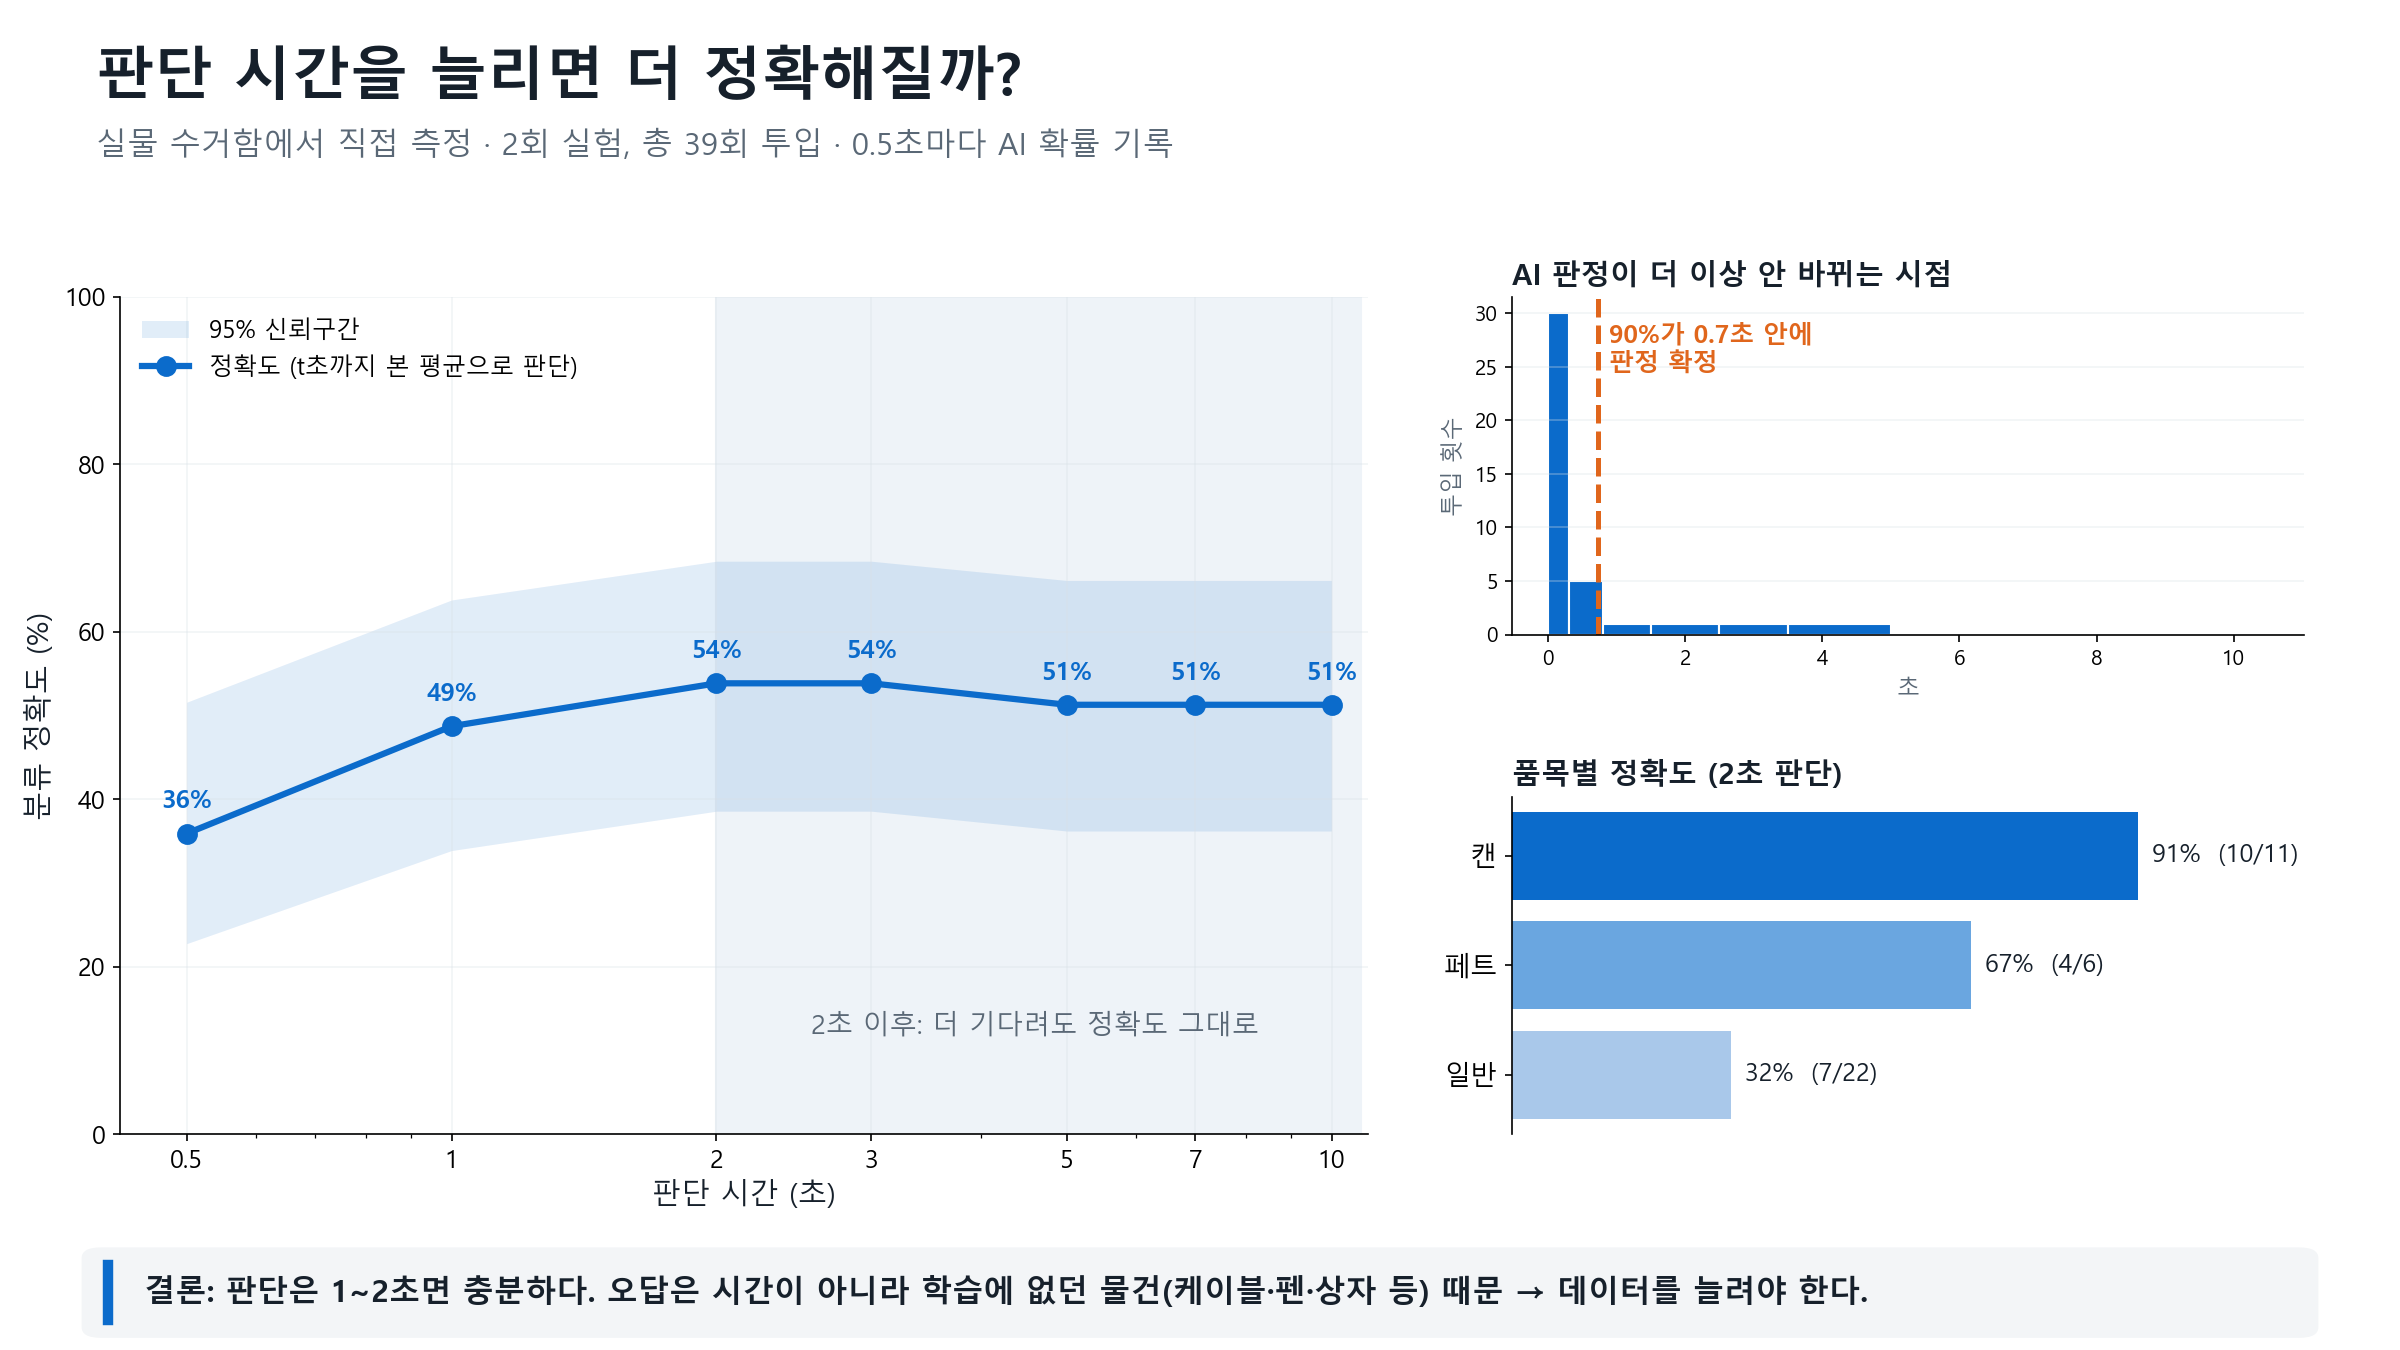 판단 시간을 늘리면 더 정확해질까?
실물 수거함에서 직접 측정 · 2회 실험, 총 39회 투입 · 0.5초마다 AI 확률 기록
분류 정확도 (%)
100
80
60
40
20
0
95% 신뢰구간
정확도 (t초까지 본 평균으로 판단)
36%
49%
54%
54%
51%
51%
51%
2초 이후: 더 기다려도 정확도 그대로
0.5
1
2
3
5
7
10
판단 시간 (초)
AI 판정이 더 이상 안 바뀌는 시점
투입 횟수
30
25
20
15
10
5
0
90%가 0.7초 안에
판정 확정
0
2
4
6
8
10
초
품목별 정확도 (2초 판단)
캔
91% (10/11)
페트
67% (4/6)
일반
32% (7/22)
결론: 판단은 1~2초면 충분하다. 오답은 시간이 아니라 학습에 없던 물건(케이블·펜·상자 등) 때문 → 데이터를 늘려야 한다.